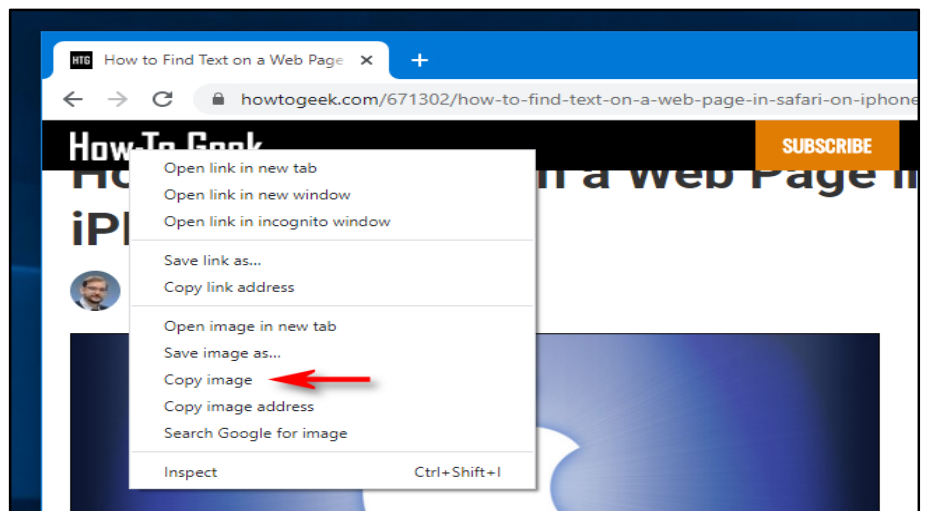 HTG How to Find Text on a Web Page
howtogeek.com/671302/how-to-find-text-on-a-web-page-in-safari-on-iphone
How-To Geek
SUBSCRIBE
a Web Page
Open link in new tab
Open link in new window
Open link in incognito window
Save link as...
Copy link address
Open image in new tab
Save image as...
Copy image
Copy image address
Search Google for image
Inspect Ctrl+Shift+I